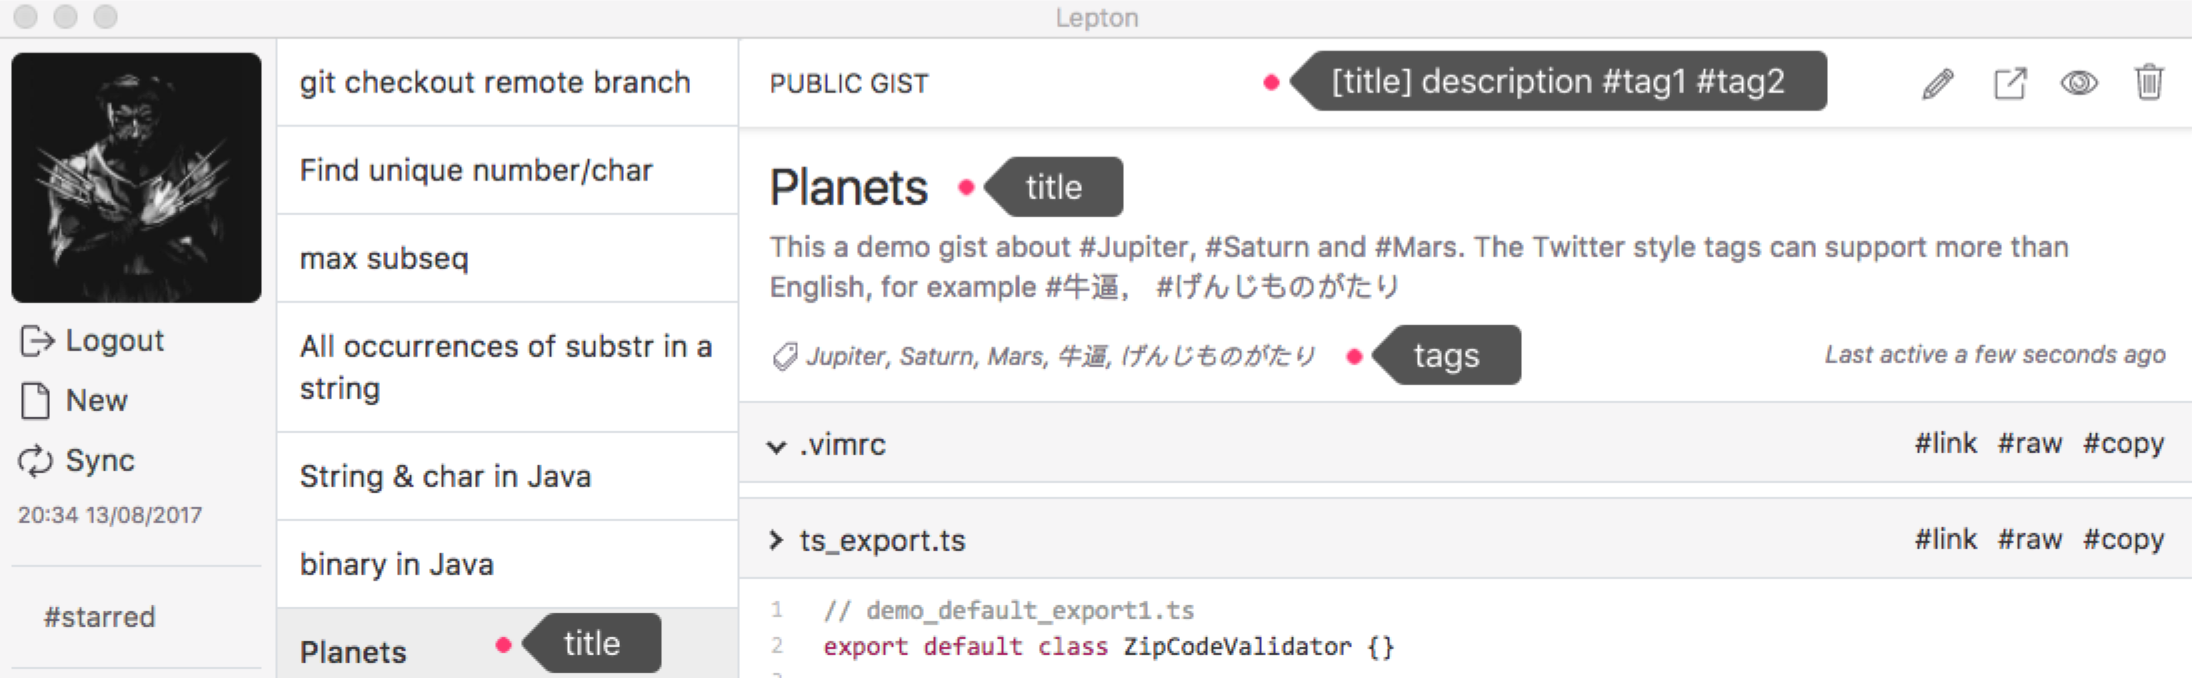 Lepton
Logout
New
Sync
20:34 13/08/2017
#starred
git checkout remote branch
Find unique number/char
max subseq
All occurrences of substr in a
string
String & char in Java
binary in Java
Planets
title
PUBLIC GIST
[title] description #tag1 #tag2
Planets
title
This a demo gist about #Jupiter, #Saturn and #Mars. The Twitter style tags can support more than
English, for example #牛逼， #げんじものがたり
Jupiter, Saturn, Mars, 牛逼, げんじものがたり
tags
Last active a few seconds ago
.vimrc
#link #raw #copy
ts_export.ts
#link #raw #copy
1 // demo_default_export1.ts
2 export default class ZipCodeValidator {}